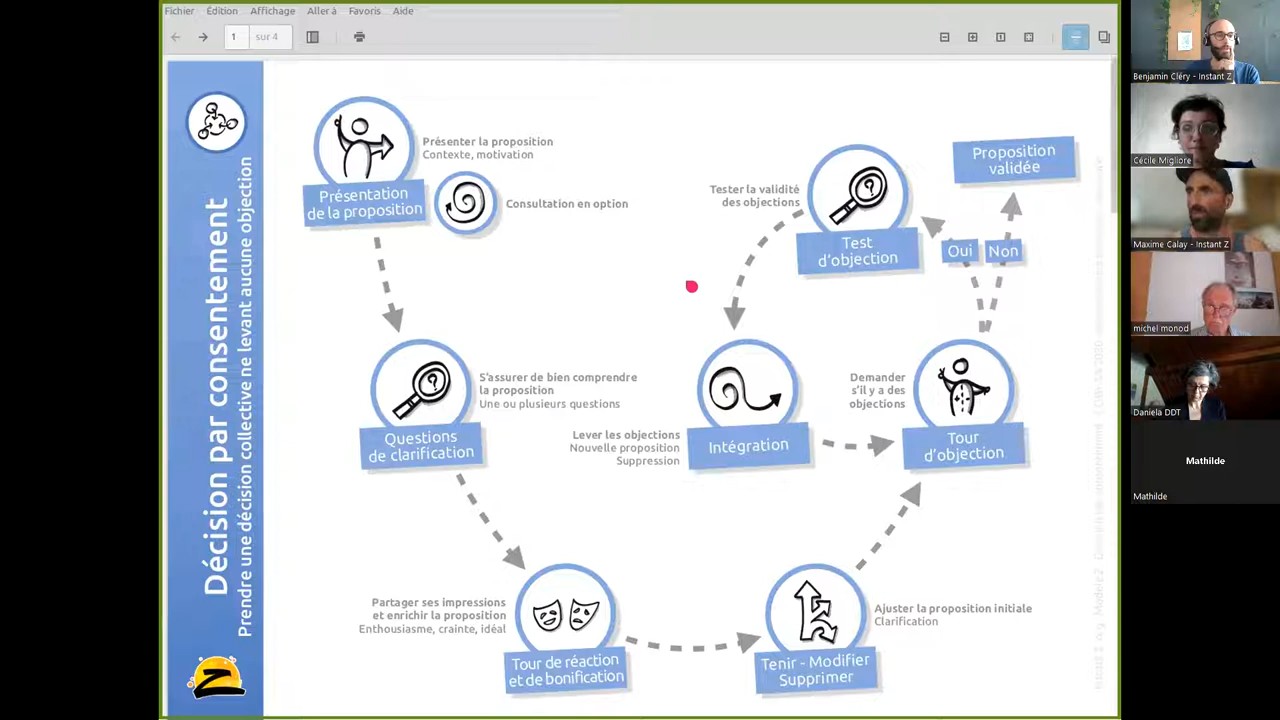 Fichier Édition Affichage Aller à Favoris Aide
1 sur 4
Décision par consentement
Prendre une décision collective ne levant aucune objection
Présenter la proposition
Contexte, motivation
Présentation
de la proposition
Consultation en option
Tester la validité
des objections
Test
d'objection
Proposition
validée
Oui
Non
S'assurer de bien comprendre
la proposition
Une ou plusieurs questions
Questions
de clarification
Lever les objections
Nouvelle proposition
Suppression
Intégration
Demander
s'il y a des
objections
Tour
d'objection
Partager ses impressions
et enrichir la proposition
Enthousiasme, crainte, idéal
Tour de réaction
et de bonification
Tenir - Modifier
Supprimer
Ajuster la proposition initiale
Clarification
Benjamin Cléry - Instant Z
Cécile Migliore
Maxime Calay - Instant Z
michel monod
Daniela DDT
Mathilde
Mathilde